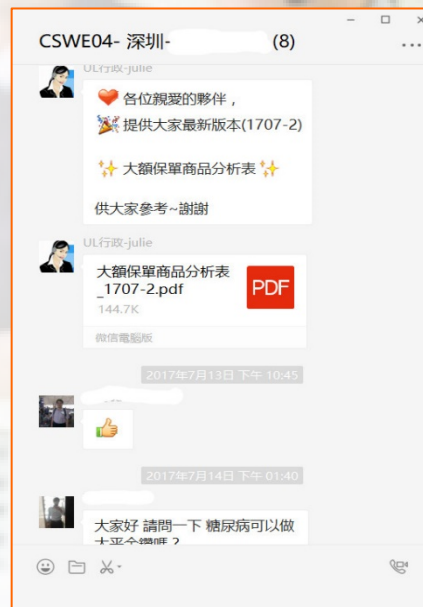 CSWE04- 深圳- (8)
UL行政-julie
❤️ 各位親愛的夥伴，
🎉 提供大家最新版本(1707-2)
✨ 大額保單商品分析表 ✨
供大家參考~謝謝
UL行政-julie
大額保單商品分析表
_1707-2.pdf
PDF
144.7K
微信電腦版
2017年7月13日 下午 10:45
👍
2017年7月14日 下午 01:40
大家好 請問一下 糖尿病可以做